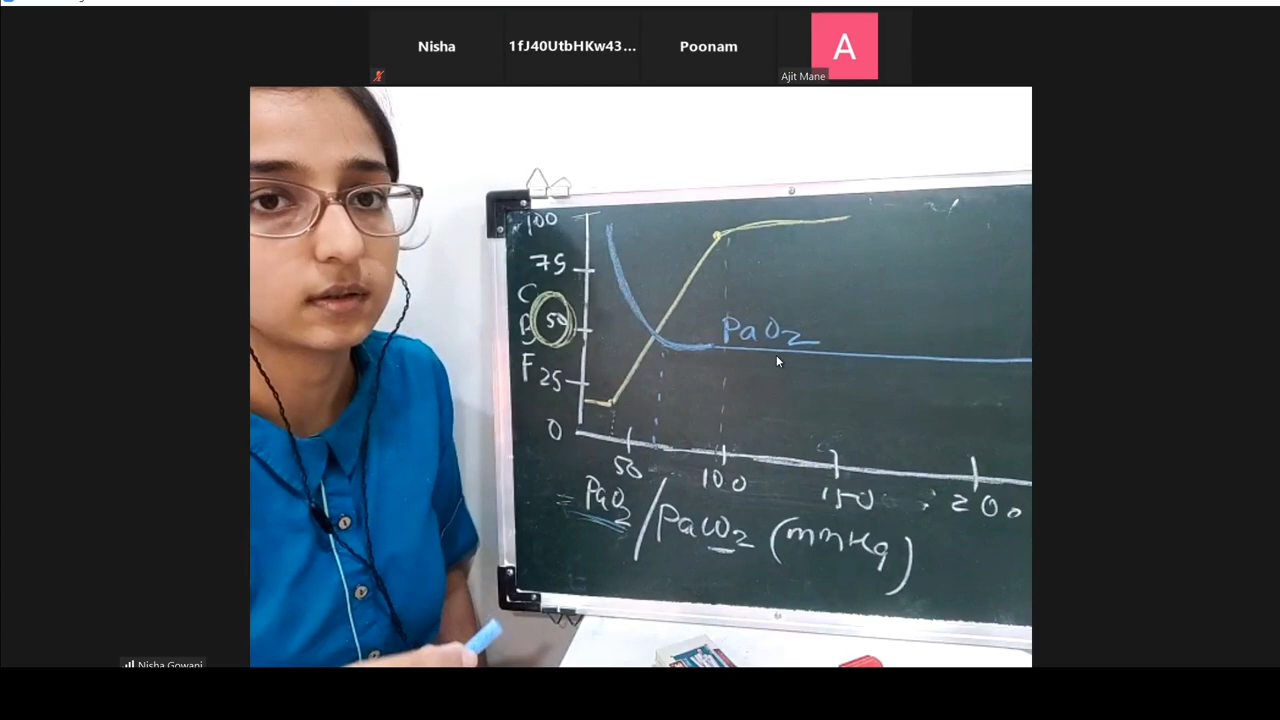 Nisha
1fJ40UtbHKw43...
Poonam
A
Ajit Mane
100
75
C
B 50
F 25
0
PaO2
50
100
150
200
PaO2/PaCO2 (mmHg)
Nisha Gowani